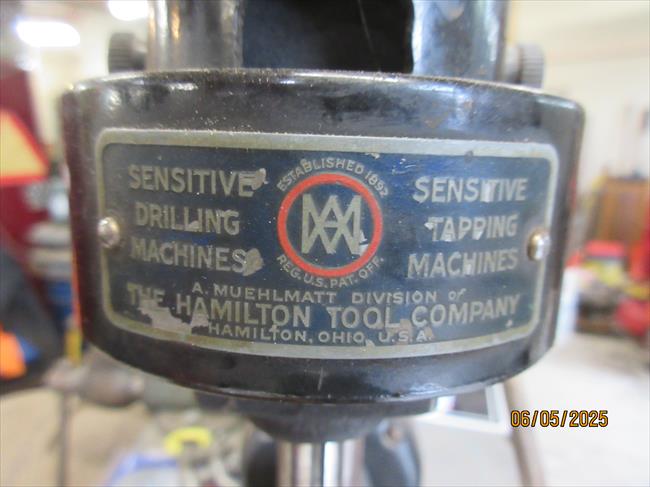 SENSITIVE
DRILLING
MACHINES
ESTABLISHED 1892
AM
REG. U.S. PAT. OFF.
SENSITIVE
TAPPING
MACHINES
A. MUEHLMATT DIVISION of
THE HAMILTON TOOL COMPANY
HAMILTON, OHIO, U.S.A.
06/05/2025